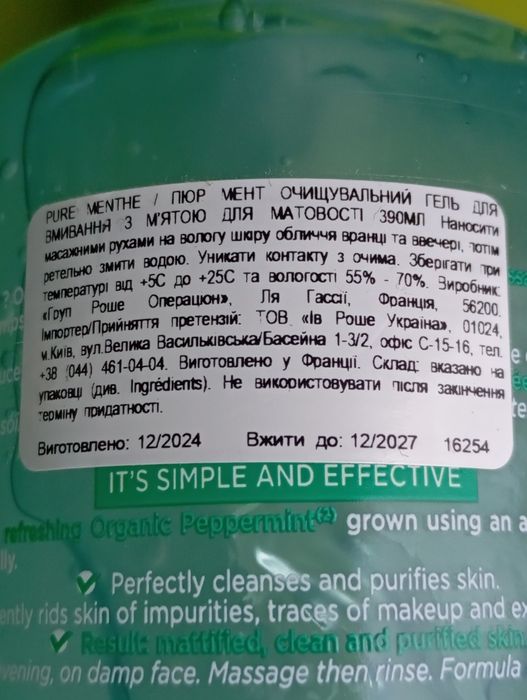 PURE MENTHE / ПЮР МЕНТ ОЧИЩУВАЛЬНИЙ ГЕЛЬ ДЛЯ
ВМИВАННЯ З М'ЯТОЮ ДЛЯ МАТОВОСТІ 390МЛ Наносити
масажними рухами на вологу шкіру обличчя вранці та ввечері, потім
ретельно змити водою. Уникати контакту з очима. Зберігати при
температурі від +5С до +25С та вологості 55% - 70%. Виробник:
«Груп Роше Операцьон», Ля Гассії, Франція, 56200.
Імпортер/Прийняття претензій: ТОВ «Ів Роше Україна», 01024,
м.Київ, вул.Велика Васильківська/Басейна 1-3/2, офіс С-15-16, тел.
+38 (044) 461-04-04. Виготовлено у Франції. Склад: вказано на
упаковці (див. Ingrédients). Не використовувати після закінчення
терміну придатності.
Виготовлено: 12/2024 Вжити до: 12/2027 16254
IT'S SIMPLE AND EFFECTIVE
refreshing Organic Peppermint(2) grown using an a
lly.
Perfectly cleanses and purifies skin.
ently rids skin of impurities, traces of makeup and ex
Result: mattified, clean and purified skin.
vening, on damp face. Massage then rinse. Formula